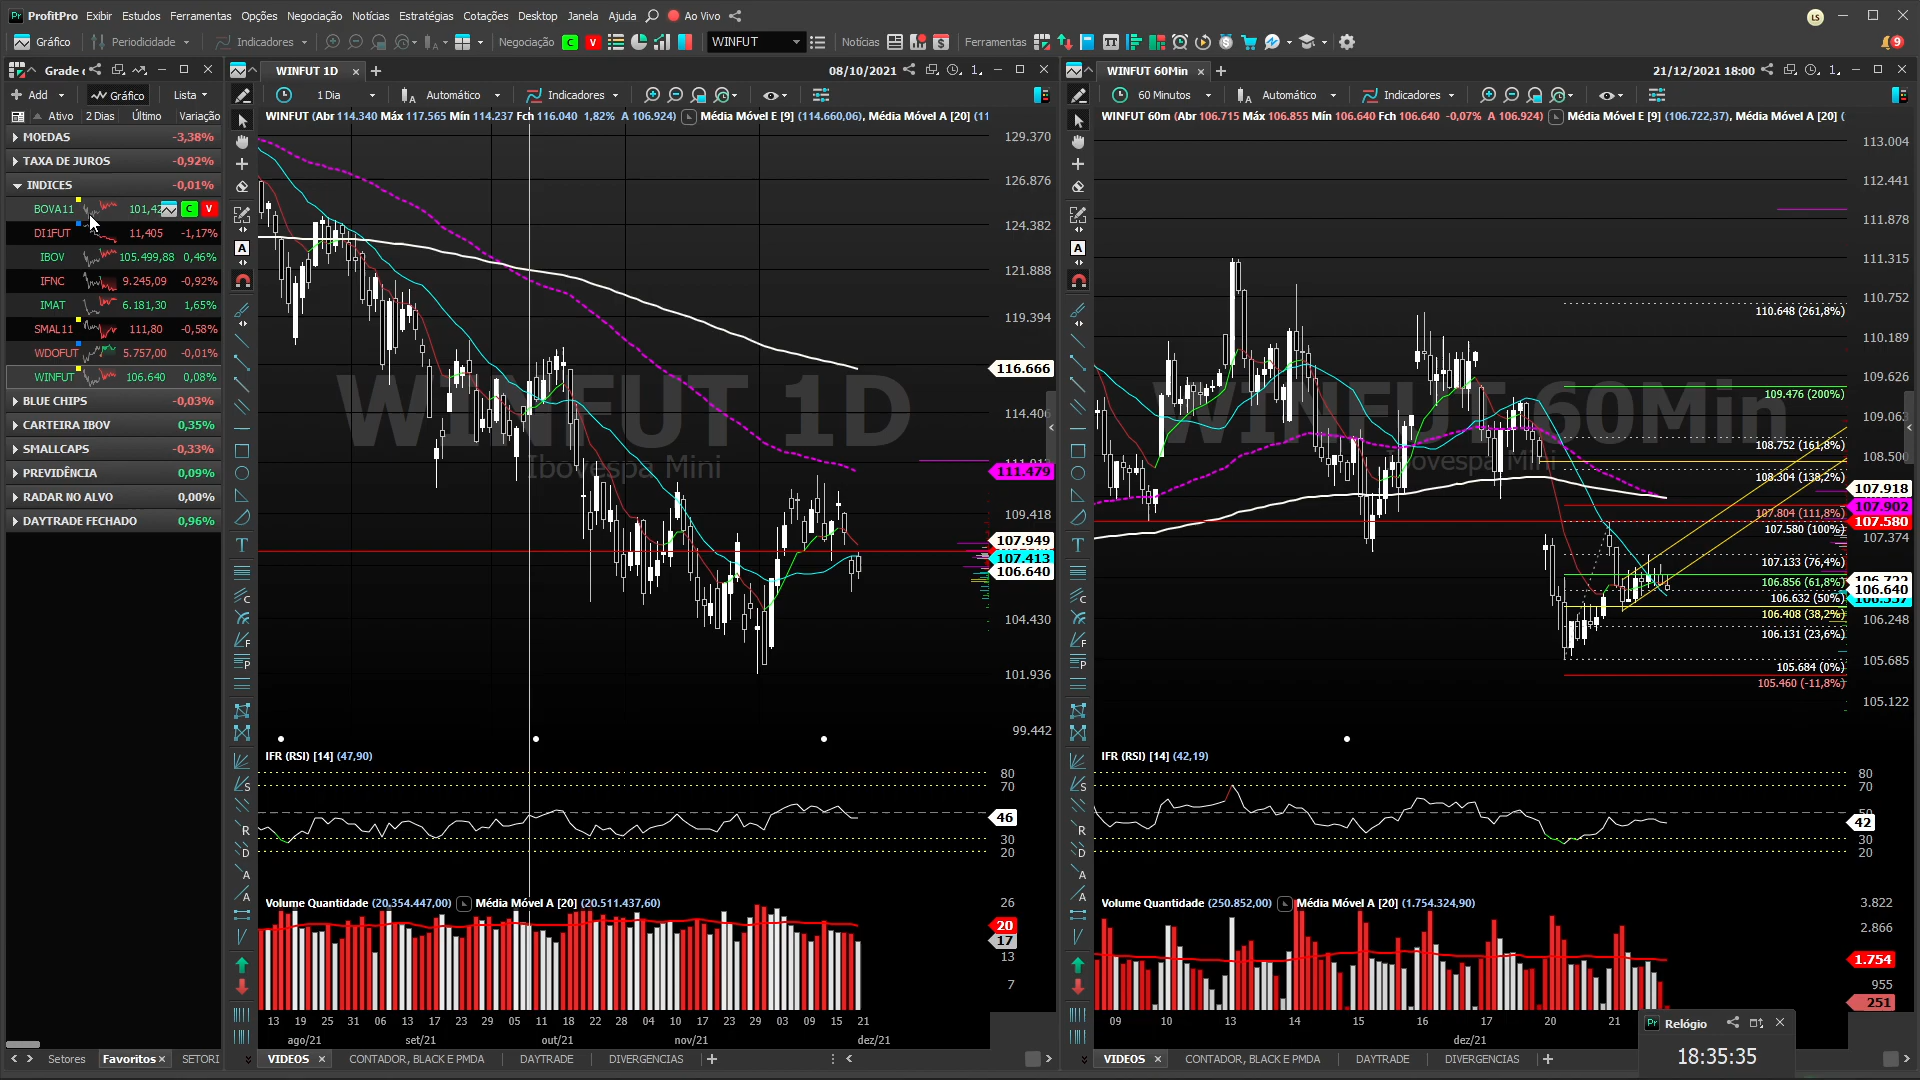 ProfitPro Exibir Estudos Ferramentas Opções Negociação Notícias Estratégias Cotações Desktop Janela Ajuda Ao Vivo LS
Gráfico Periodicidade Indicadores Negociação C V WINFUT Notícias Ferramentas 9
Grade
Add Gráfico Lista
Ativo 2 Dias Último Variação
MOEDAS -3,38%
TAXA DE JUROS -0,92%
INDICES -0,01%
BOVA11 101,42 C V
DI1FUT 11,405 -1,17%
IBOV 105.499,88 0,46%
IFNC 9.245,09 -0,92%
IMAT 6.181,30 1,65%
SMAL11 111,80 -0,58%
WDOFUT 5.757,00 -0,01%
WINFUT 106.640 0,08%
BLUE CHIPS -0,03%
CARTEIRA IBOV 0,35%
SMALLCAPS -0,33%
PREVIDÊNCIA 0,09%
RADAR NO ALVO 0,00%
DAYTRADE FECHADO 0,96%
Setores Favoritos SETORI
WINFUT 1D 08/10/2021 1
1 Dia Automático Indicadores
WINFUT (Abr 114.340 Máx 117.565 Mín 114.237 Fch 116.040 1,82% A 106.924) Média Móvel E [9] (114.660,06), Média Móvel A [20] (11
WINFUT 1D
Ibovespa Mini
129.370
126.876
124.382
121.888
119.394
116.666
114.406
111.479
109.418
107.949
107.413
106.640
104.430
101.936
99.442
IFR (RSI) [14] (47,90)
80
70
46
30
20
Volume Quantidade (20.354.447,00) Média Móvel A [20] (20.511.437,60)
26
20
17
13
7
13 19 25 31 06 13 17 23 29 05 11 18 22 28 04 10 17 23 29 03 09 15 21
ago/21 set/21 out/21 nov/21 dez/21
VIDEOS CONTADOR, BLACK E PMDA DAYTRADE DIVERGENCIAS
WINFUT 60Min 21/12/2021 18:00 1
60 Minutos Automático Indicadores
WINFUT 60m (Abr 106.715 Máx 106.855 Mín 106.640 Fch 106.640 -0,07% A 106.924) Média Móvel E [9] (106.722,37), Média Móvel A [20] (
WINFUT 60Min
Ibovespa Mini
113.004
112.441
111.878
111.315
110.752
110.648 (261,8%)
110.189
109.626
109.476 (200%)
109.063
108.752 (161,8%)
108.500
108.304 (138,2%)
107.918
107.902
107.804 (111,8%)
107.580
107.580 (100%)
107.374
107.133 (76,4%)
106.856 (61,8%)
106.640
106.632 (50%)
106.408 (38,2%)
106.248
106.131 (23,6%)
105.685
105.684 (0%)
105.460 (-11,8%)
105.122
IFR (RSI) [14] (42,19)
80
70
42
30
20
Volume Quantidade (250.852,00) Média Móvel A [20] (1.754.324,90)
3.822
2.866
1.754
955
251
09 10 13 14 15 16 17 20 21
dez/21
VIDEOS CONTADOR, BLACK E PMDA DAYTRADE DIVERGENCIAS
Relógio
18:35:35